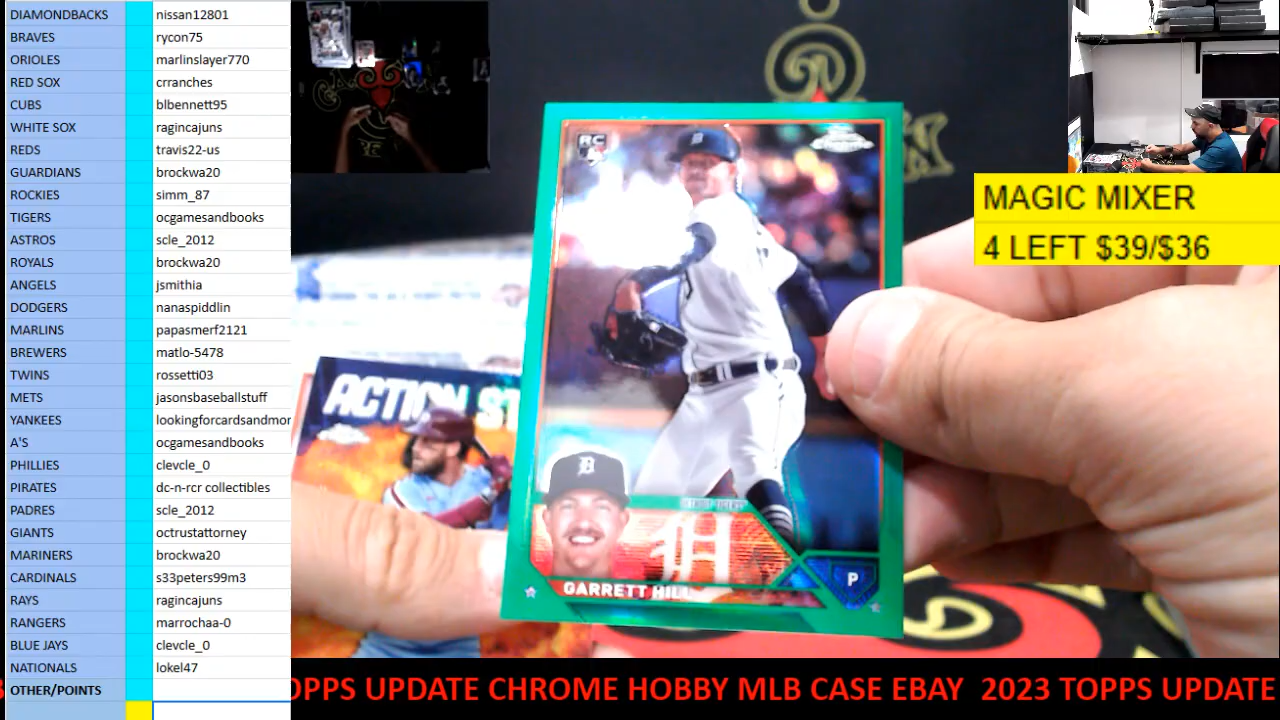 DIAMONDBACKS nissan12801
BRAVES rycon75
ORIOLES marlinslayer770
RED SOX crranches
CUBS blbennett95
WHITE SOX ragincajuns
REDS travis22-us
GUARDIANS brockwa20
ROCKIES simm_87
TIGERS ocgamesandbooks
ASTROS scle_2012
ROYALS brockwa20
ANGELS jsmithia
DODGERS nanaspiddlin
MARLINS papasmerf2121
BREWERS matlo-5478
TWINS rossetti03
METS jasonsbaseballstuff
YANKEES lookingforcardsandmor
A'S ocgamesandbooks
PHILLIES clevcle_0
PIRATES dc-n-rcr collectibles
PADRES scle_2012
GIANTS octrustattorney
MARINERS brockwa20
CARDINALS s33peters99m3
RAYS ragincajuns
RANGERS marrochaa-0
BLUE JAYS clevcle_0
NATIONALS lokel47
OTHER/POINTS
MAGIC MIXER
4 LEFT $39/$36
RC
ACTION ST
DETROIT TIGERS
GARRETT HILL
P
OPPS UPDATE CHROME HOBBY MLB CASE EBAY 2023 TOPPS UPDATE